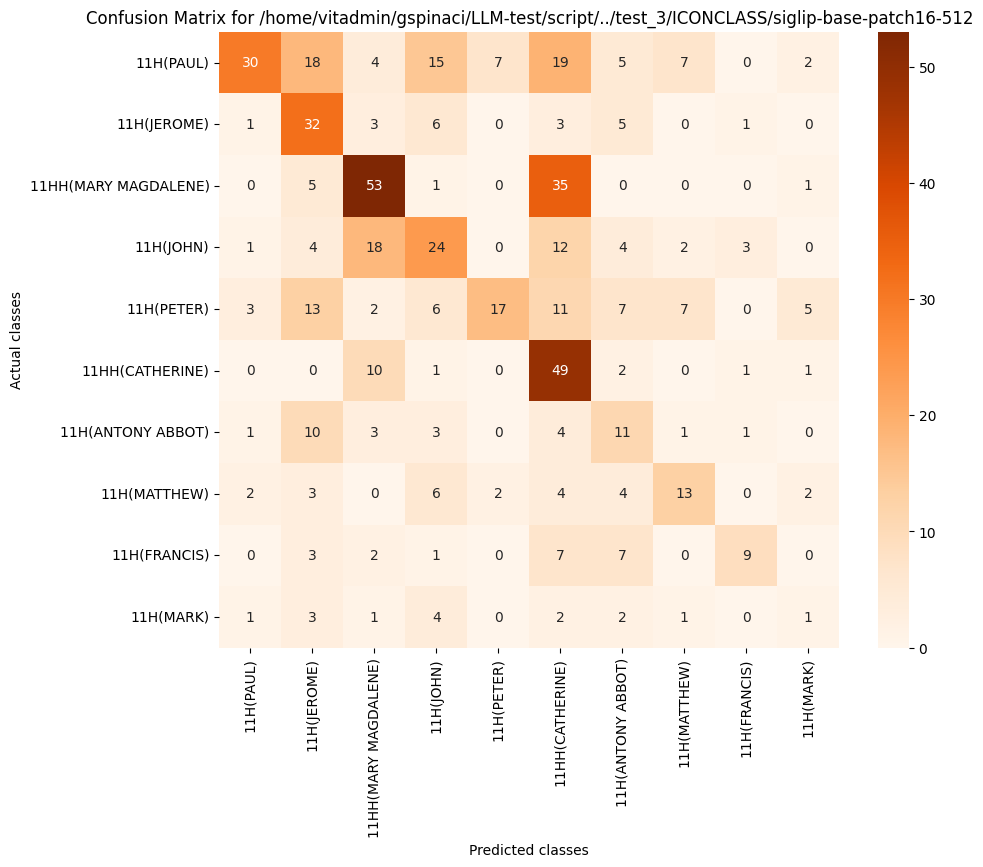 Confusion Matrix for /home/vitadmin/gspinaci/LLM-test/script/../test_3/ICONCLASS/siglip-base-patch16-512
11H(PAUL) 30 18 4 15 7 19 5 7 0 2
11H(JEROME) 1 32 3 6 0 3 5 0 1 0
11HH(MARY MAGDALENE) 0 5 53 1 0 35 0 0 0 1
11H(JOHN) 1 4 18 24 0 12 4 2 3 0
11H(PETER) 3 13 2 6 17 11 7 7 0 5
11HH(CATHERINE) 0 0 10 1 0 49 2 0 1 1
11H(ANTONY ABBOT) 1 10 3 3 0 4 11 1 1 0
11H(MATTHEW) 2 3 0 6 2 4 4 13 0 2
11H(FRANCIS) 0 3 2 1 0 7 7 0 9 0
11H(MARK) 1 3 1 4 0 2 2 1 0 1
Actual classes
11H(PAUL)
11H(JEROME)
11HH(MARY MAGDALENE)
11H(JOHN)
11H(PETER)
11HH(CATHERINE)
11H(ANTONY ABBOT)
11H(MATTHEW)
11H(FRANCIS)
11H(MARK)
Predicted classes
50
40
30
20
10
0